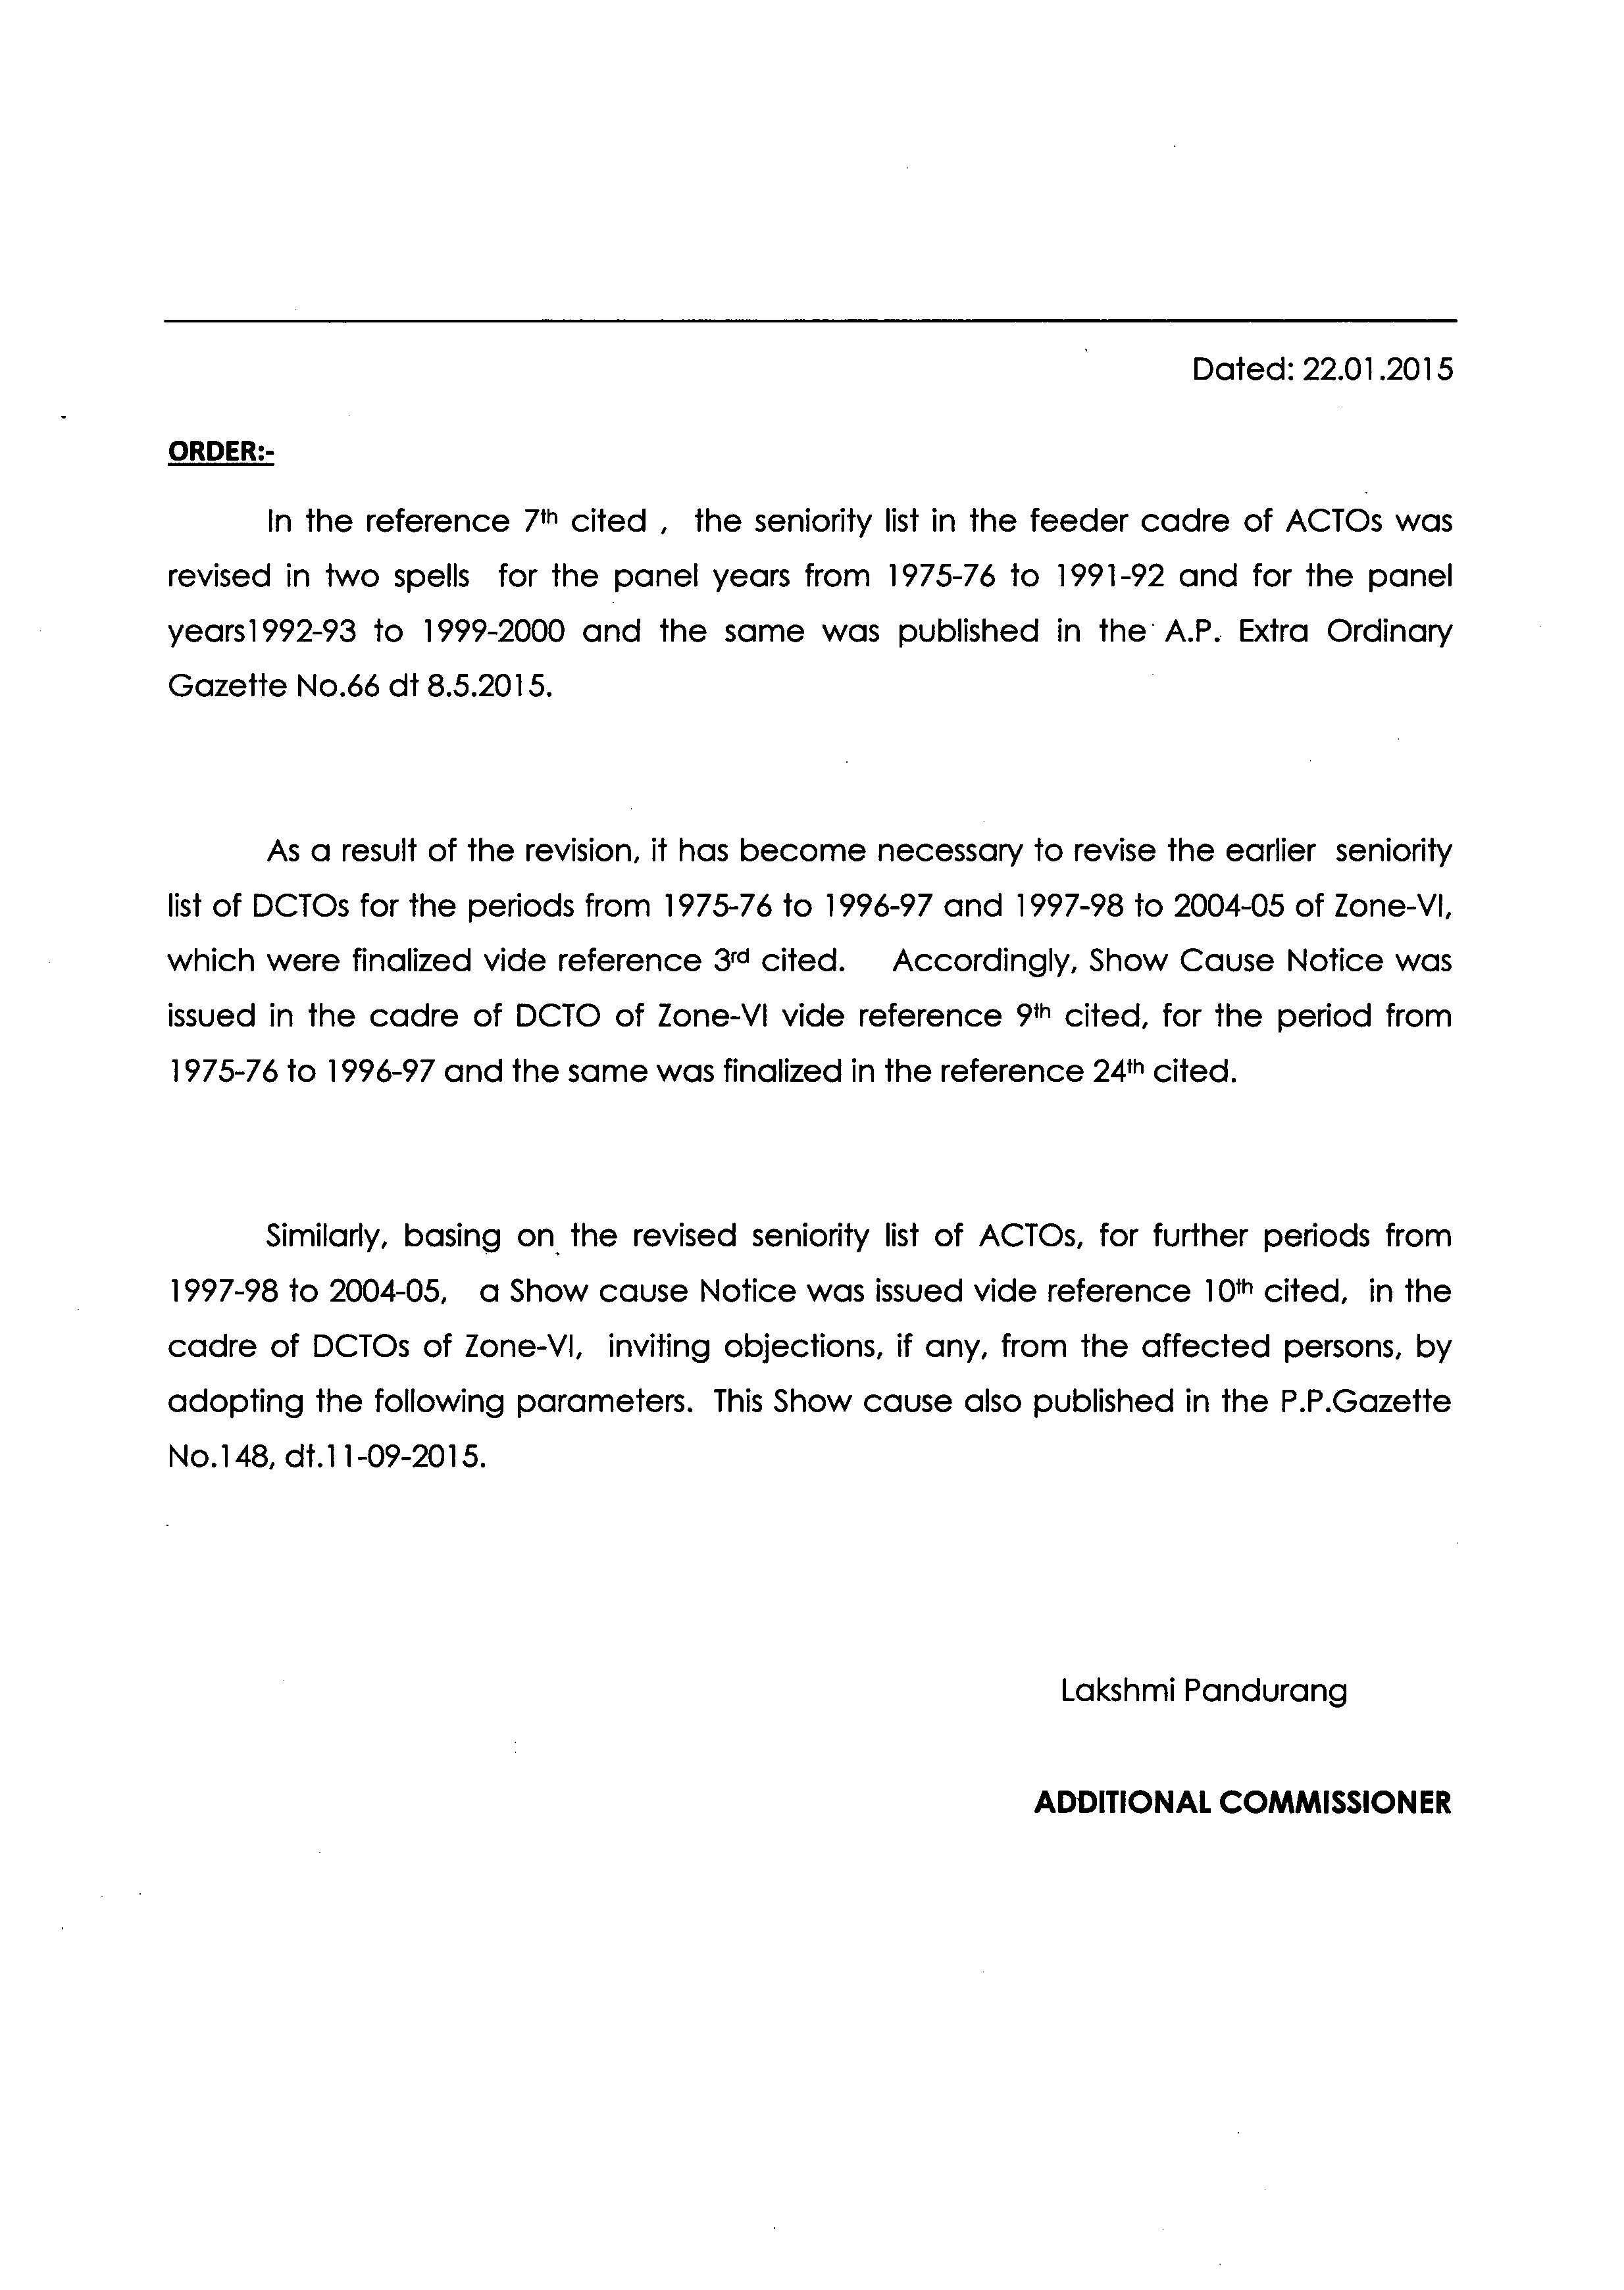 Dated: 22.01.2015
ORDER:-
In the reference 7th cited , the seniority list in the feeder cadre of ACTOs was
revised in two spells for the panel years from 1975-76 to 1991-92 and for the panel
years1992-93 to 1999-2000 and the same was published in the A.P. Extra Ordinary
Gazette No.66 dt 8.5.2015.
As a result of the revision, it has become necessary to revise the earlier seniority
list of DCTOs for the periods from 1975-76 to 1996-97 and 1997-98 to 2004-05 of Zone-VI,
which were finalized vide reference 3rd cited. Accordingly, Show Cause Notice was
issued in the cadre of DCTO of Zone-VI vide reference 9th cited, for the period from
1975-76 to 1996-97 and the same was finalized in the reference 24th cited.
Similarly, basing on the revised seniority list of ACTOs, for further periods from
1997-98 to 2004-05, a Show cause Notice was issued vide reference 10th cited, in the
cadre of DCTOs of Zone-VI, inviting objections, if any, from the affected persons, by
adopting the following parameters. This Show cause also published in the P.P.Gazette
No.148, dt.11-09-2015.
Lakshmi Pandurang
ADDITIONAL COMMISSIONER